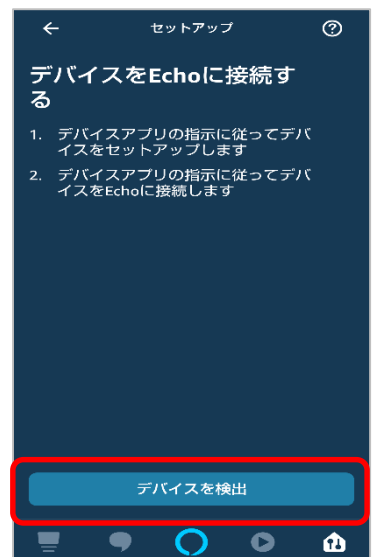 セットアップ
デバイスをEchoに接続す
る
1. デバイスアプリの指示に従ってデバ
イスをセットアップします
2. デバイスアプリの指示に従ってデバ
イスをEchoに接続します
デバイスを検出